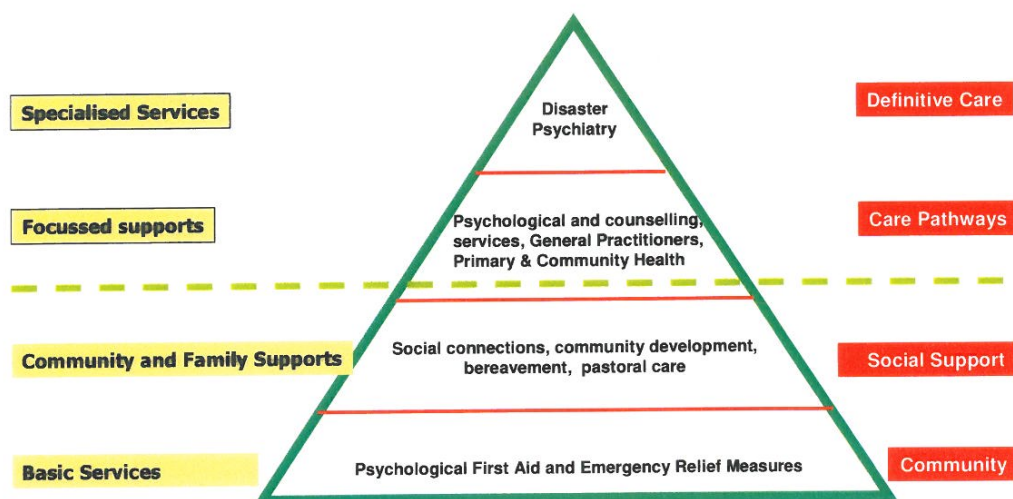 Specialised Services
Disaster
Psychiatry
Definitive Care
Focussed supports
Psychological and counselling,
services, General Practitioners,
Primary & Community Health
Care Pathways
Community and Family Supports
Social connections, community development,
bereavement, pastoral care
Social Support
Basic Services
Psychological First Aid and Emergency Relief Measures
Community